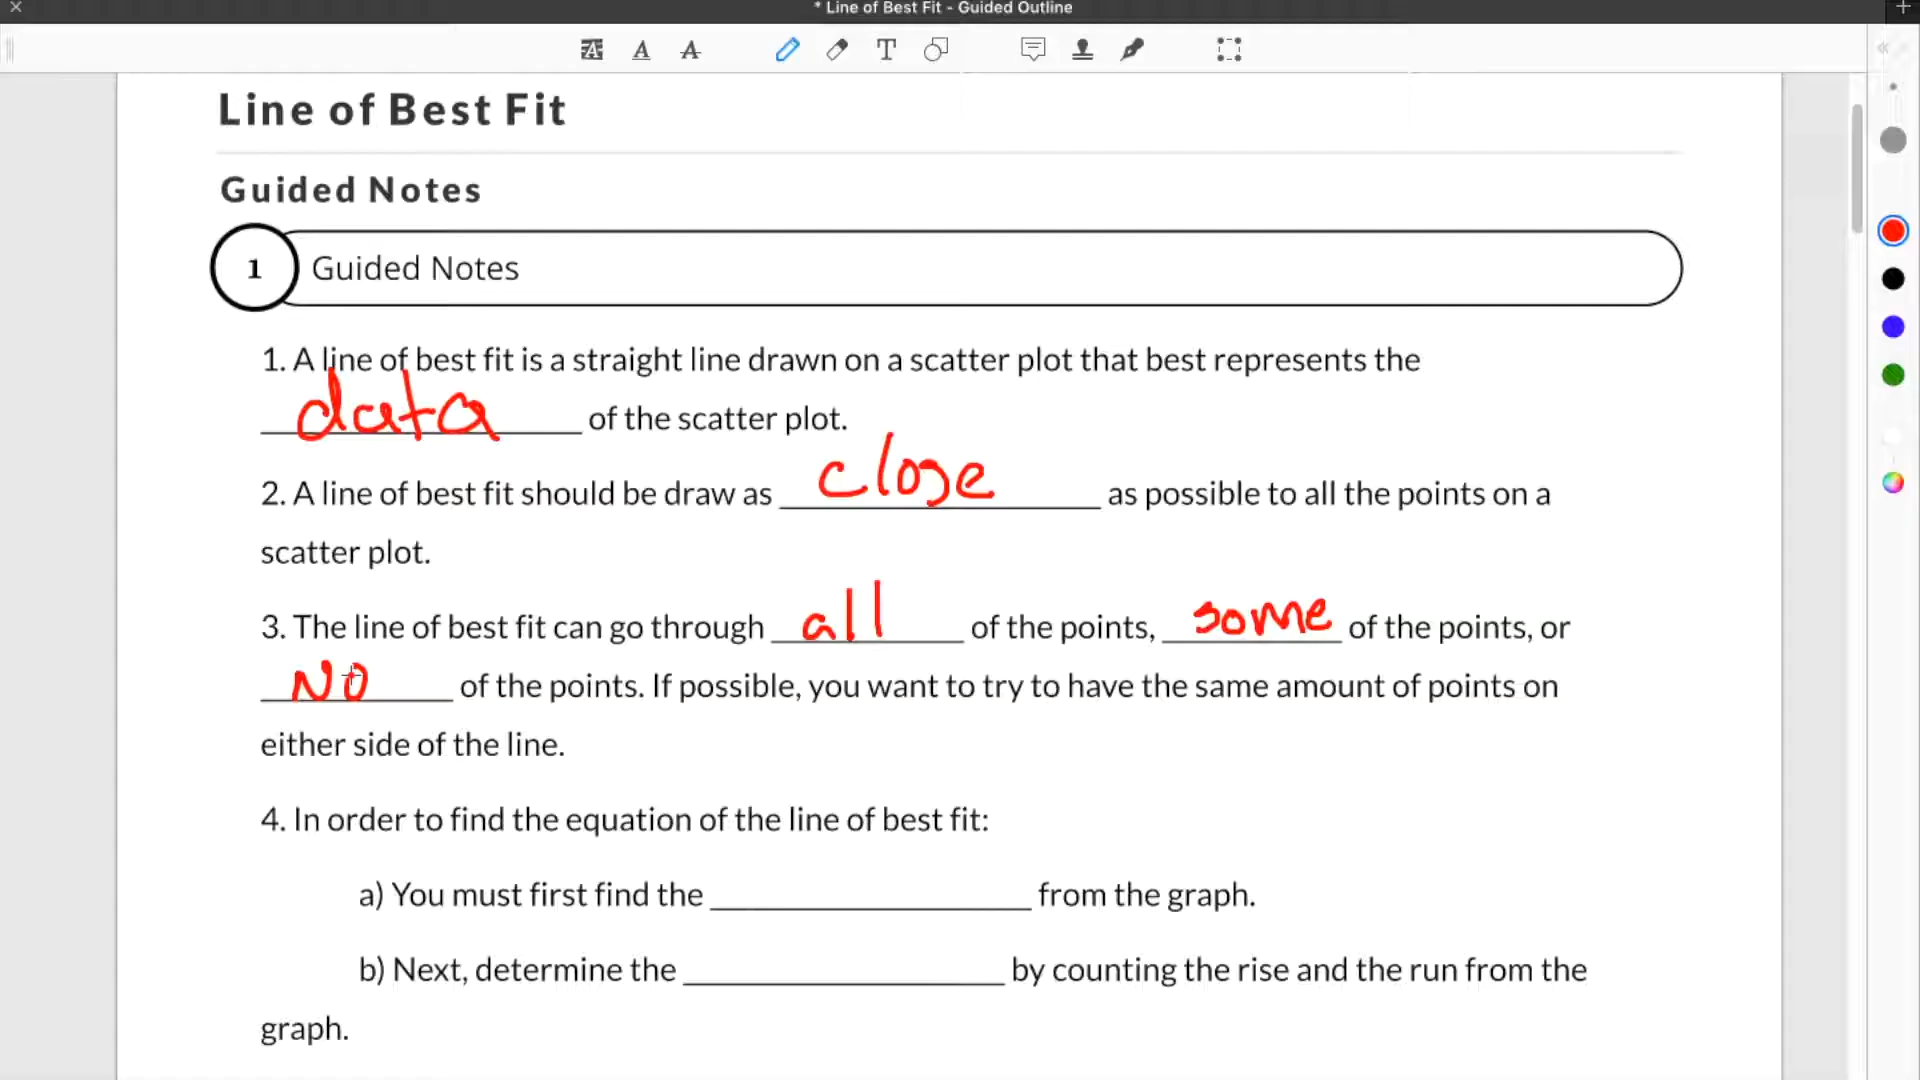 * Line of Best Fit - Guided Outline
Line of Best Fit
Guided Notes
1 Guided Notes
1. A line of best fit is a straight line drawn on a scatter plot that best represents the
data of the scatter plot.
2. A line of best fit should be draw as close as possible to all the points on a
scatter plot.
3. The line of best fit can go through all of the points, some of the points, or
No of the points. If possible, you want to try to have the same amount of points on
either side of the line.
4. In order to find the equation of the line of best fit:
a) You must first find the ____________________ from the graph.
b) Next, determine the ____________________ by counting the rise and the run from the
graph.